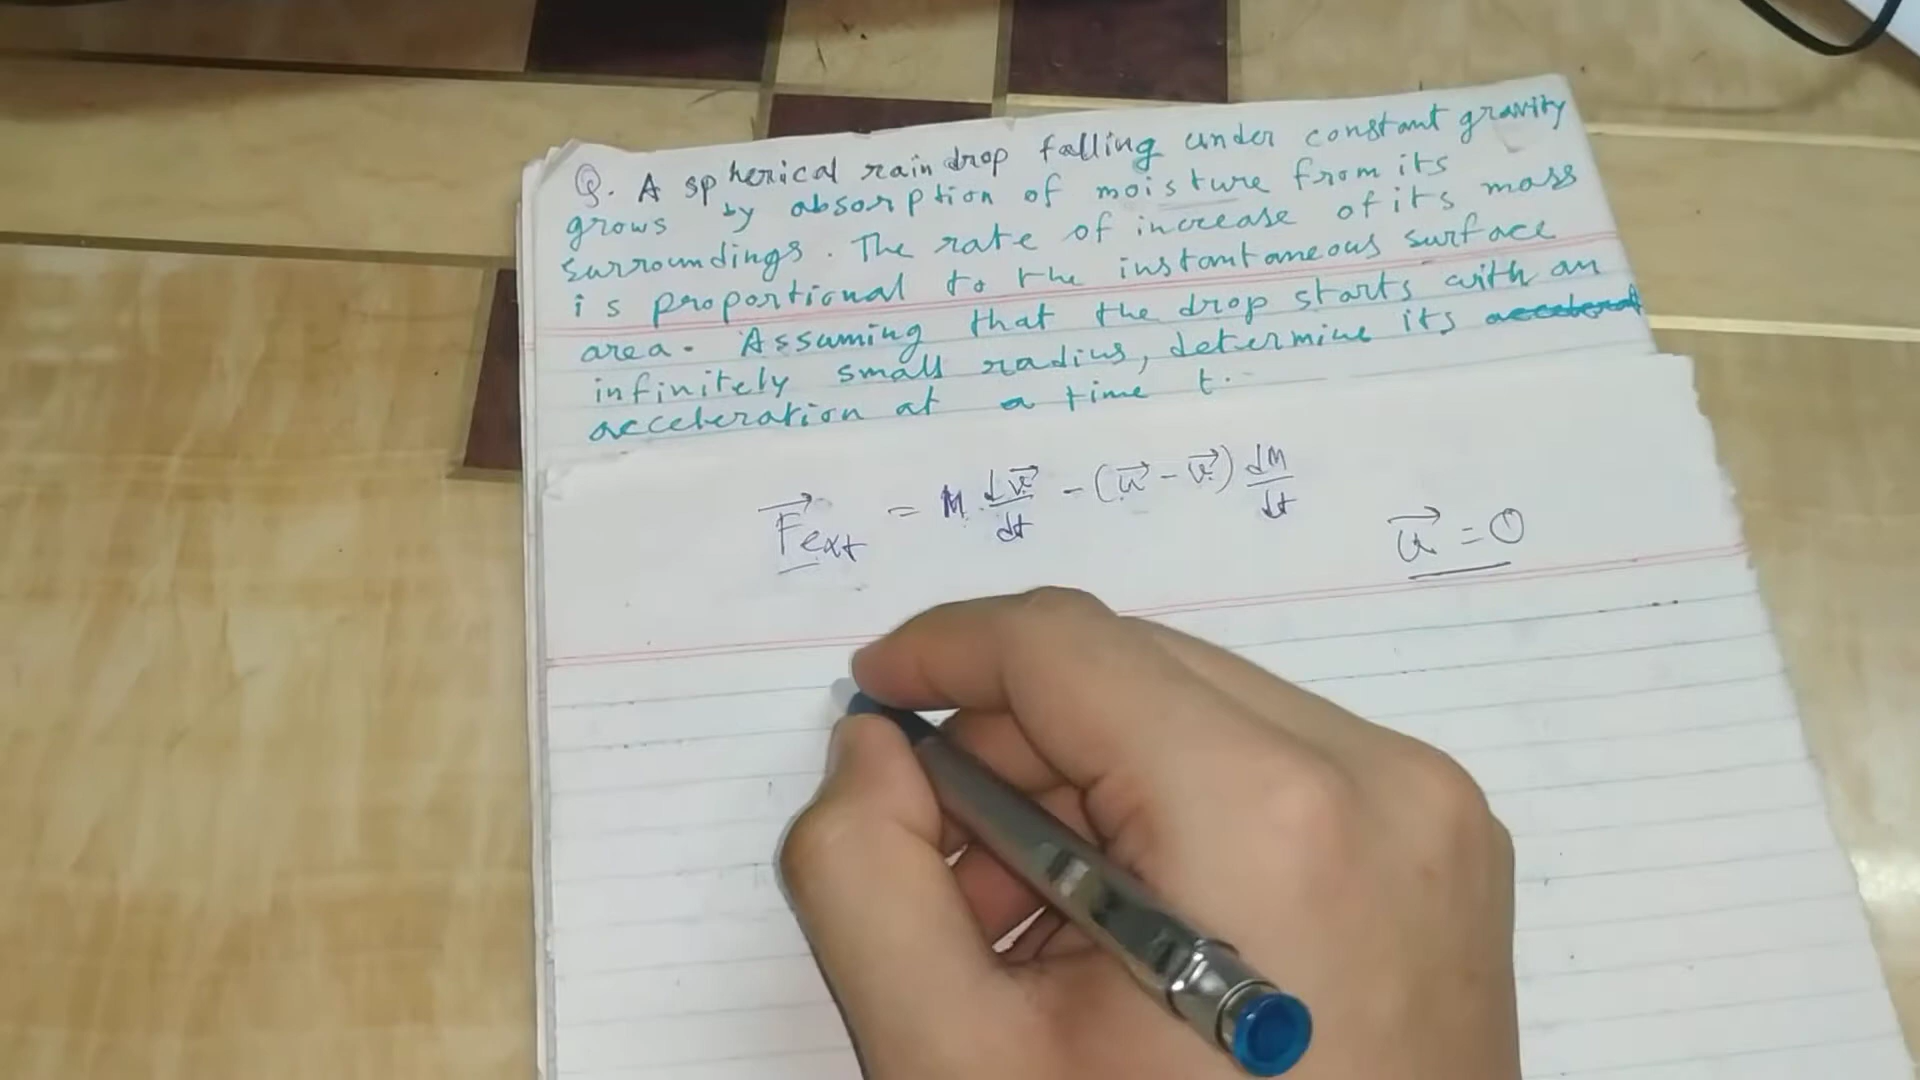 Q. A spherical rain drop falling under constant gravity
grows by absorption of moisture from its
surroundings. The rate of increase of its mass
is proportional to the instantaneous surface
area. Assuming that the drop starts with an
infinitely small radius, determine its
acceleration at a time t.
F⃗ext = M dv⃗/dt - (u⃗ - v⃗) dM/dt
u⃗ = 0